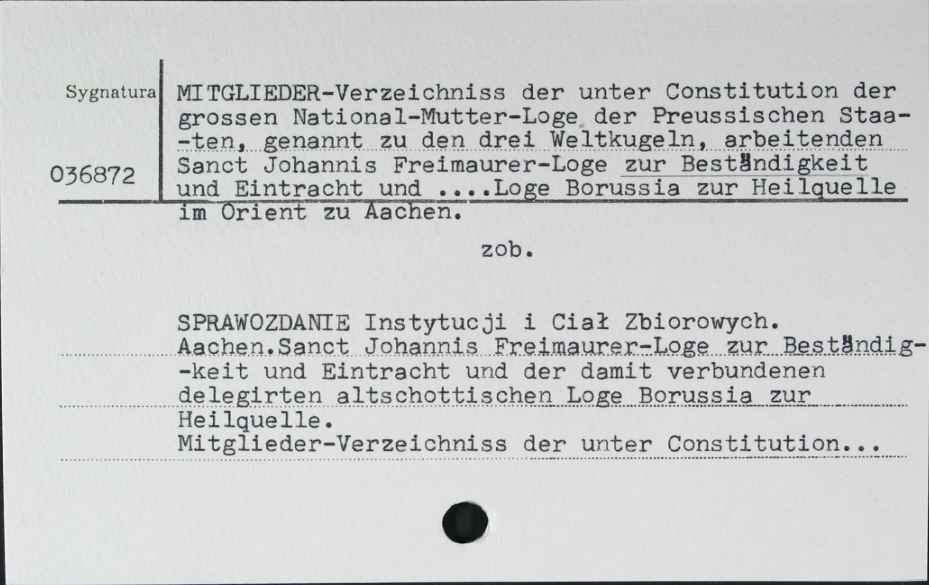 Sygnatura
MITGLIEDER-Verzeichniss der unter Constitution der
grossen National-Mutter-Loge der Preussischen Staa-
-ten, genannt zu den drei Weltkugeln, arbeitenden
036872
Sanct Johannis Freimaurer-Loge zur Beständigkeit
und Eintracht und ....Loge Borussia zur Heilquelle
im Orient zu Aachen.
zob.
SPRAWOZDANIE Instytucji i Ciał Zbiorowych.
Aachen.Sanct Johannis Freimaurer-Loge zur Beständig-
-keit und Eintracht und der damit verbundenen
delegirten altschottischen Loge Borussia zur
Heilquelle.
Mitglieder-Verzeichniss der unter Constitution...